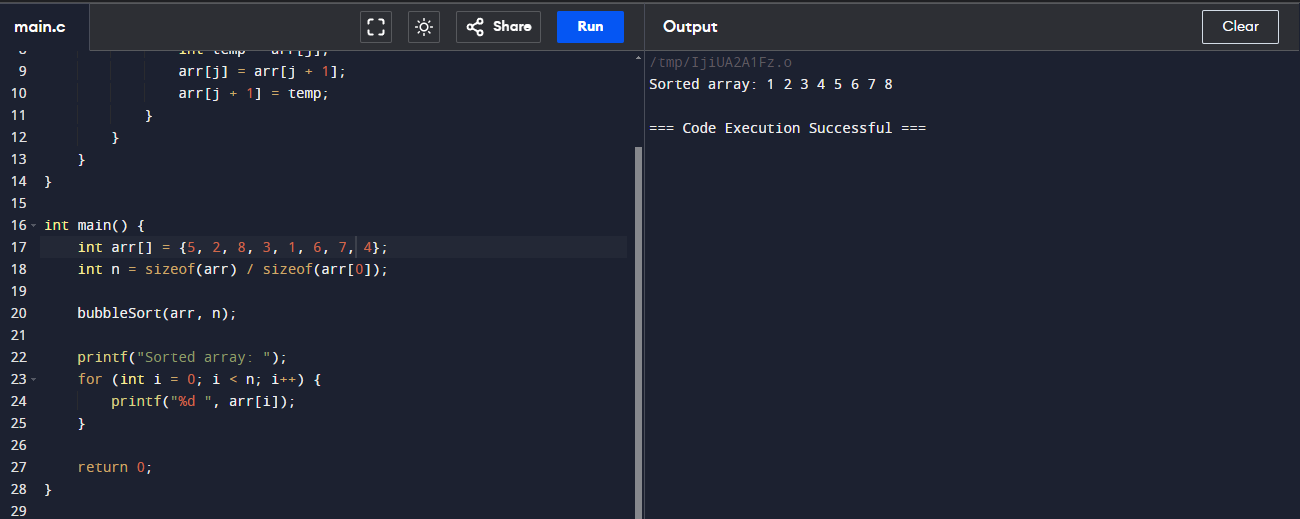 main.c
Share
Run
Output
Clear
int temp = arr[j];
9 arr[j] = arr[j + 1];
10 arr[j + 1] = temp;
11 }
12 }
13 }
14 }
15
16 int main() {
17 int arr[] = {5, 2, 8, 3, 1, 6, 7, 4};
18 int n = sizeof(arr) / sizeof(arr[0]);
19
20 bubbleSort(arr, n);
21
22 printf("Sorted array: ");
23 for (int i = 0; i < n; i++) {
24 printf("%d ", arr[i]);
25 }
26
27 return 0;
28 }
29
/tmp/IjiUA2A1Fz.o
Sorted array: 1 2 3 4 5 6 7 8
=== Code Execution Successful ===